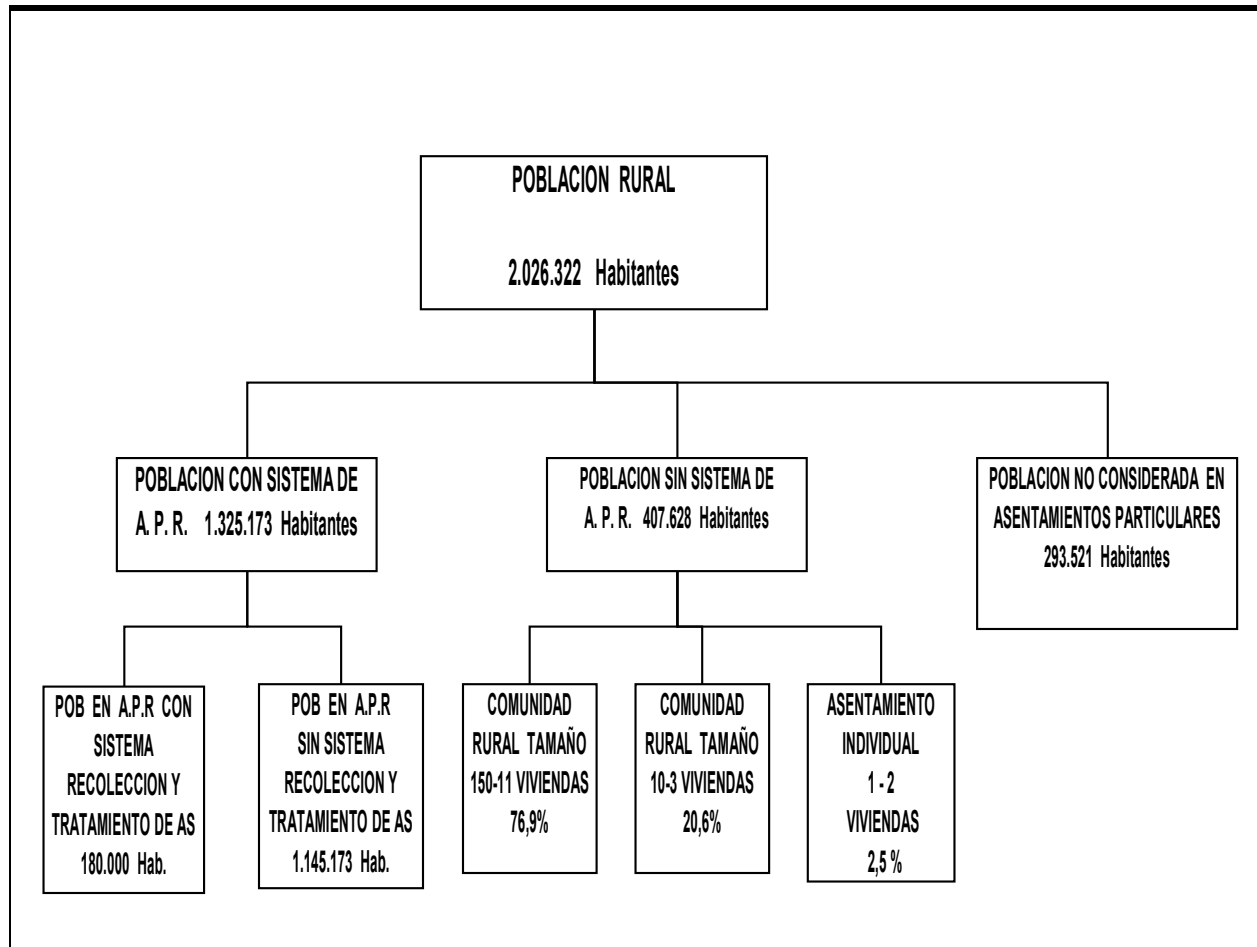 POBLACION RURAL
2.026.322 Habitantes
POBLACION CON SISTEMA DE
A. P. R. 1.325.173 Habitantes
POBLACION SIN SISTEMA DE
A. P. R. 407.628 Habitantes
POBLACION NO CONSIDERADA EN
ASENTAMIENTOS PARTICULARES
293.521 Habitantes
POB EN A.P.R CON
SISTEMA
RECOLECCION Y
TRATAMIENTO DE AS
180.000 Hab.
POB EN A.P.R
SIN SISTEMA
RECOLECCION Y
TRATAMIENTO DE AS
1.145.173 Hab.
COMUNIDAD
RURAL TAMAÑO
150-11 VIVIENDAS
76,9%
COMUNIDAD
RURAL TAMAÑO
10-3 VIVIENDAS
20,6%
ASENTAMIENTO
INDIVIDUAL
1 - 2
VIVIENDAS
2,5 %